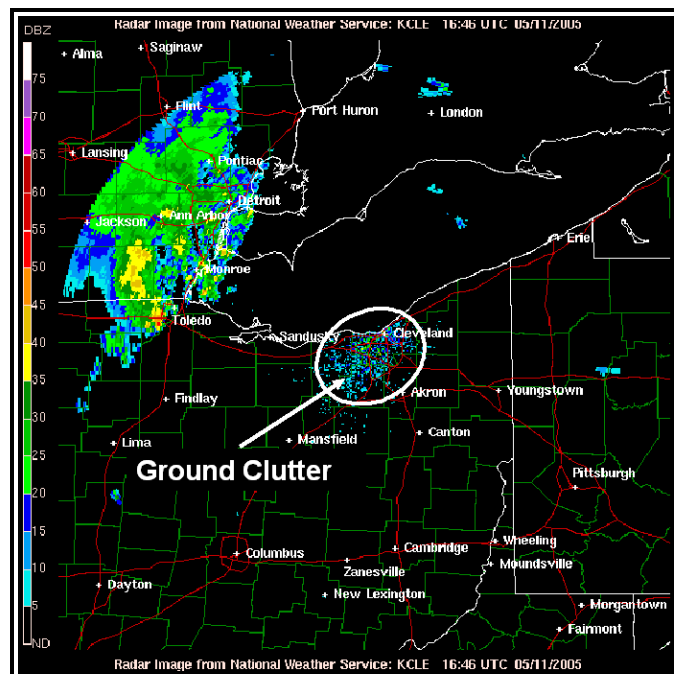 Radar Image from National Weather Service: KCLE 16:46 UTC 05/11/2005
DBZ
75
70
65
60
55
50
45
40
35
30
25
20
15
10
5
ND
Alma
Saginaw
Flint
Port Huron
London
Lansing
Pontiac
Detroit
Ann Arbor
Jackson
Erie
Monroe
Toledo
Sandusky
Cleveland
Findlay
Akron
Youngstown
Lima
Mansfield
Canton
Ground Clutter
Pittsburgh
Columbus
Cambridge
Wheeling
Zanesville
Moundsville
Dayton
New Lexington
Morgantown
Fairmont
Radar Image from National Weather Service: KCLE 16:46 UTC 05/11/2005